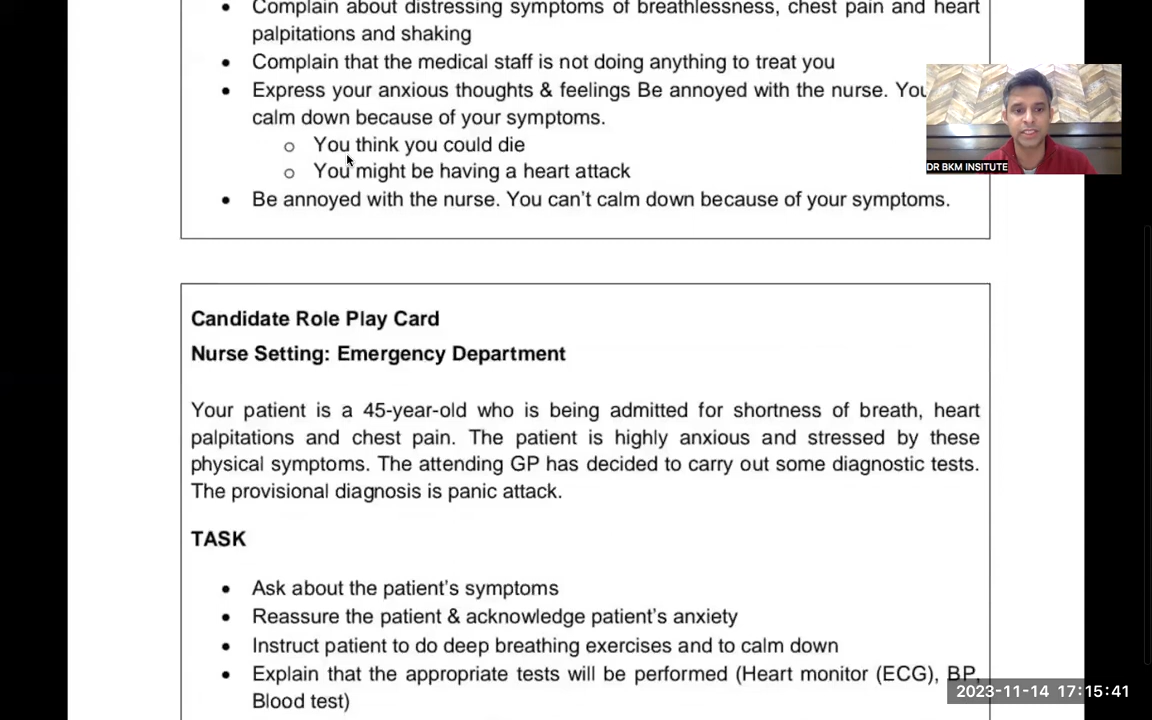 Complain about distressing symptoms of breathlessness, chest pain and heart
palpitations and shaking
Complain that the medical staff is not doing anything to treat you
Express your anxious thoughts & feelings Be annoyed with the nurse. You
calm down because of your symptoms.
You think you could die
You might be having a heart attack
Be annoyed with the nurse. You can't calm down because of your symptoms.
DR BKM INSITUTE
Candidate Role Play Card
Nurse Setting: Emergency Department
Your patient is a 45-year-old who is being admitted for shortness of breath, heart
palpitations and chest pain. The patient is highly anxious and stressed by these
physical symptoms. The attending GP has decided to carry out some diagnostic tests.
The provisional diagnosis is panic attack.
TASK
Ask about the patient's symptoms
Reassure the patient & acknowledge patient's anxiety
Instruct patient to do deep breathing exercises and to calm down
Explain that the appropriate tests will be performed (Heart monitor (ECG), BP,
Blood test)
2023-11-14 17:15:41